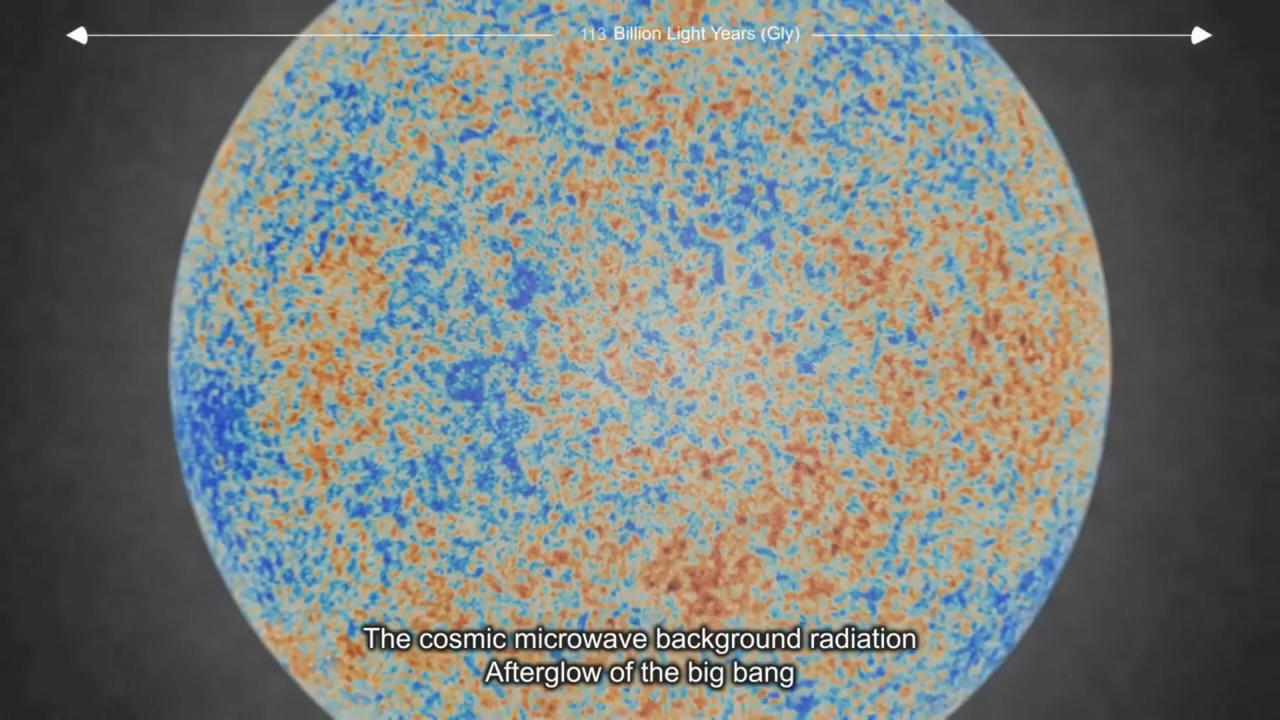 113 Billion Light Years (Gly)
The cosmic microwave background radiation
Afterglow of the big bang